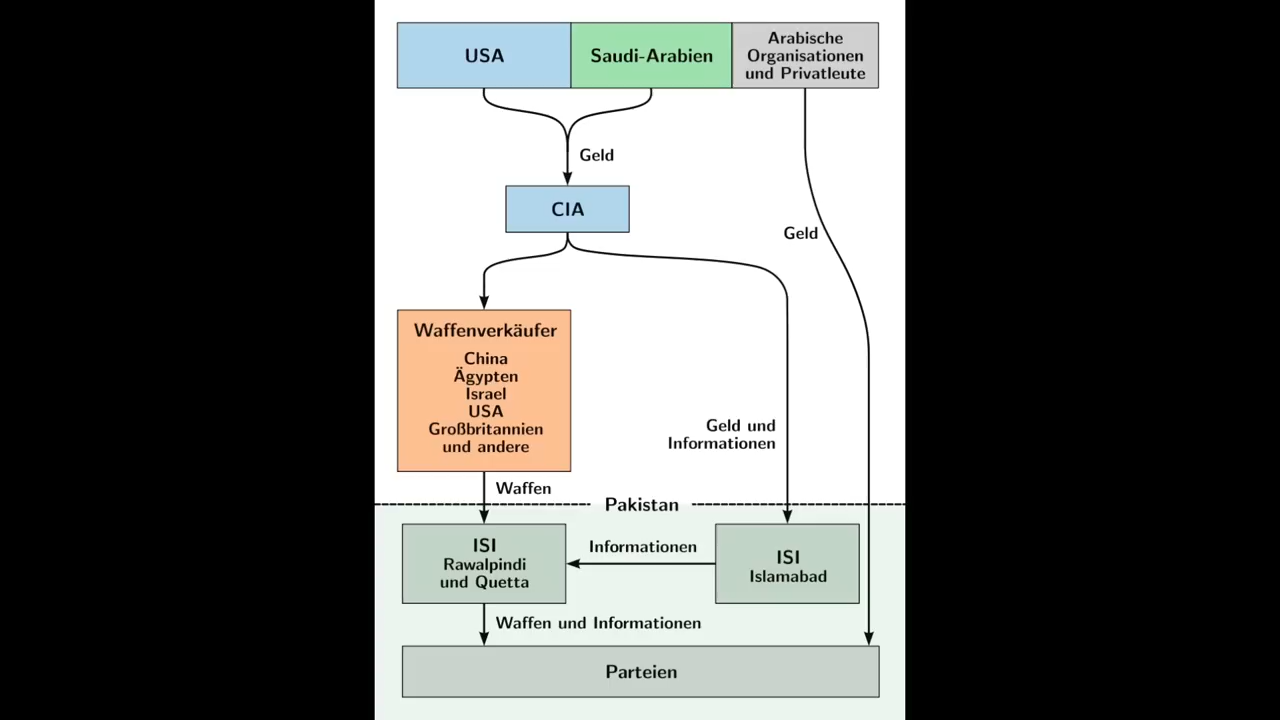 USA
Saudi-Arabien
Arabische
Organisationen
und Privatleute
Geld
CIA
Geld
Waffenverkäufer
China
Ägypten
Israel
USA
Großbritannien
und andere
Geld und
Informationen
Waffen
Pakistan
ISI
Rawalpindi
und Quetta
Informationen
ISI
Islamabad
Waffen und Informationen
Parteien